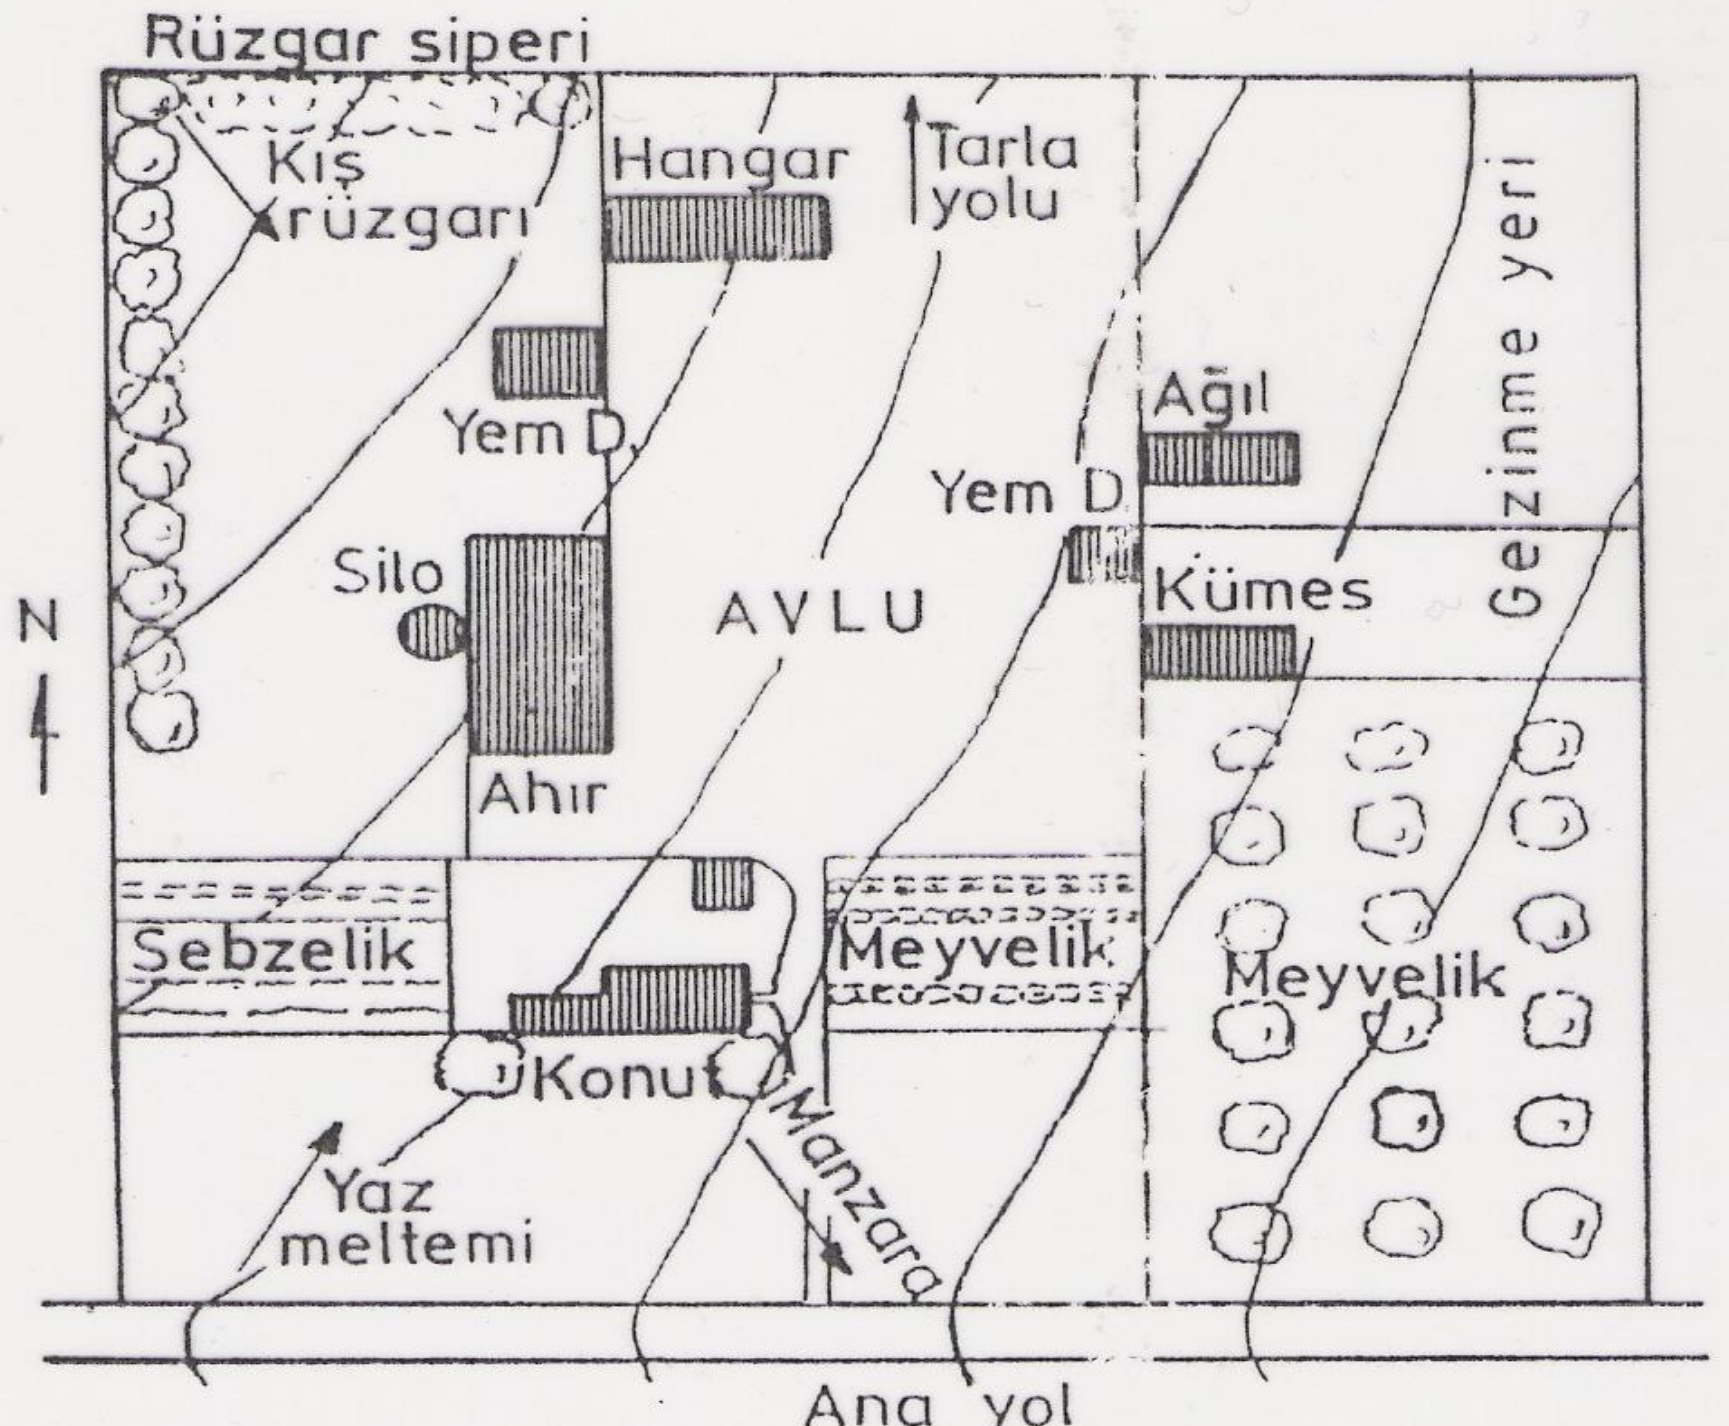 Rüzgar siperi
Kış
rüzgarı
Hangar
Tarla
yolu
Gezinme yeri
Yem D.
Ağıl
Yem D.
Silo
AVLU
Kümes
N
Ahır
Sebzelik
Meyvelik
Meyvelik
Konut
Manzara
Yaz
meltemi
Ana yol